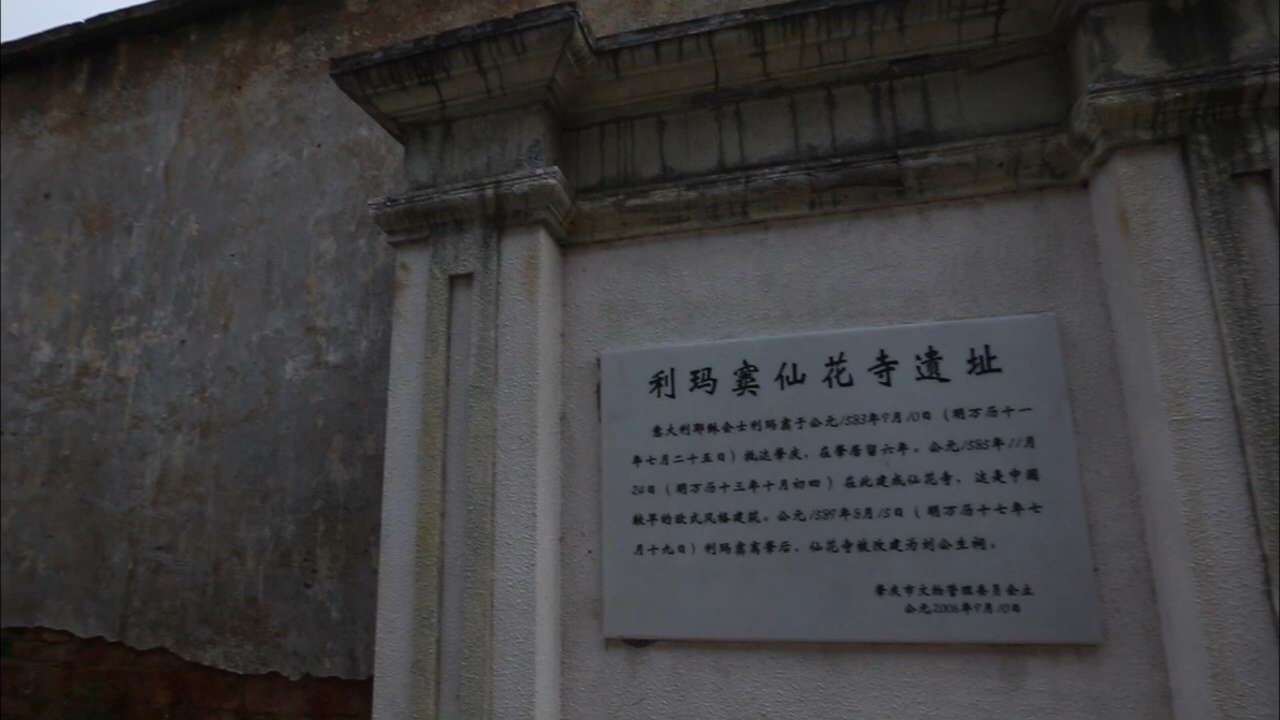 利玛窦仙花寺遗址
意大利耶稣会士利玛窦于公元1583年9月10日（明万历十一
年七月二十五日）抵达肇庆，在肇居留六年。公元1585年11月
24日（明万历十三年十月初四）在此建成仙花寺，这是中国
较早的欧式风格建筑。公元1589年8月15日（明万历十七年七
月十九日）利玛窦离肇后，仙花寺被改建为刘公生祠。
肇庆市文物管理委员会立
公元2006年9月10日